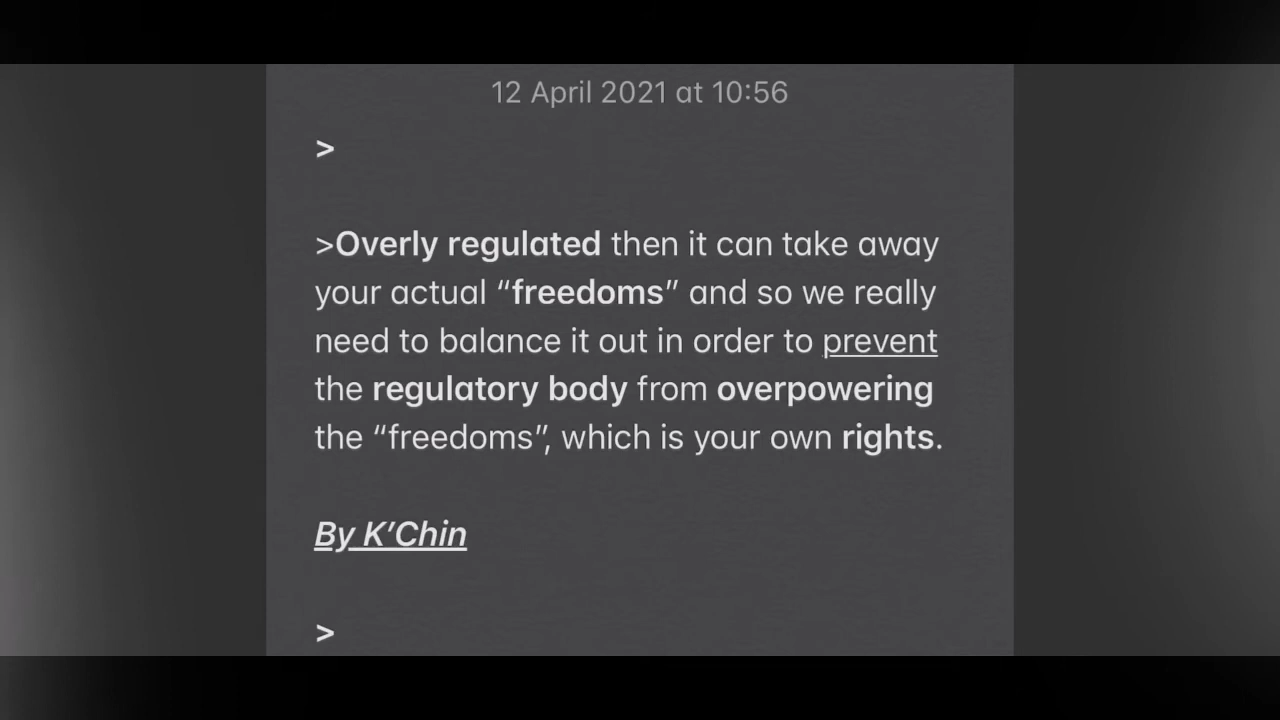 12 April 2021 at 10:56
>
>Overly regulated then it can take away
your actual “freedoms” and so we really
need to balance it out in order to prevent
the regulatory body from overpowering
the “freedoms”, which is your own rights.
By K’Chin
>